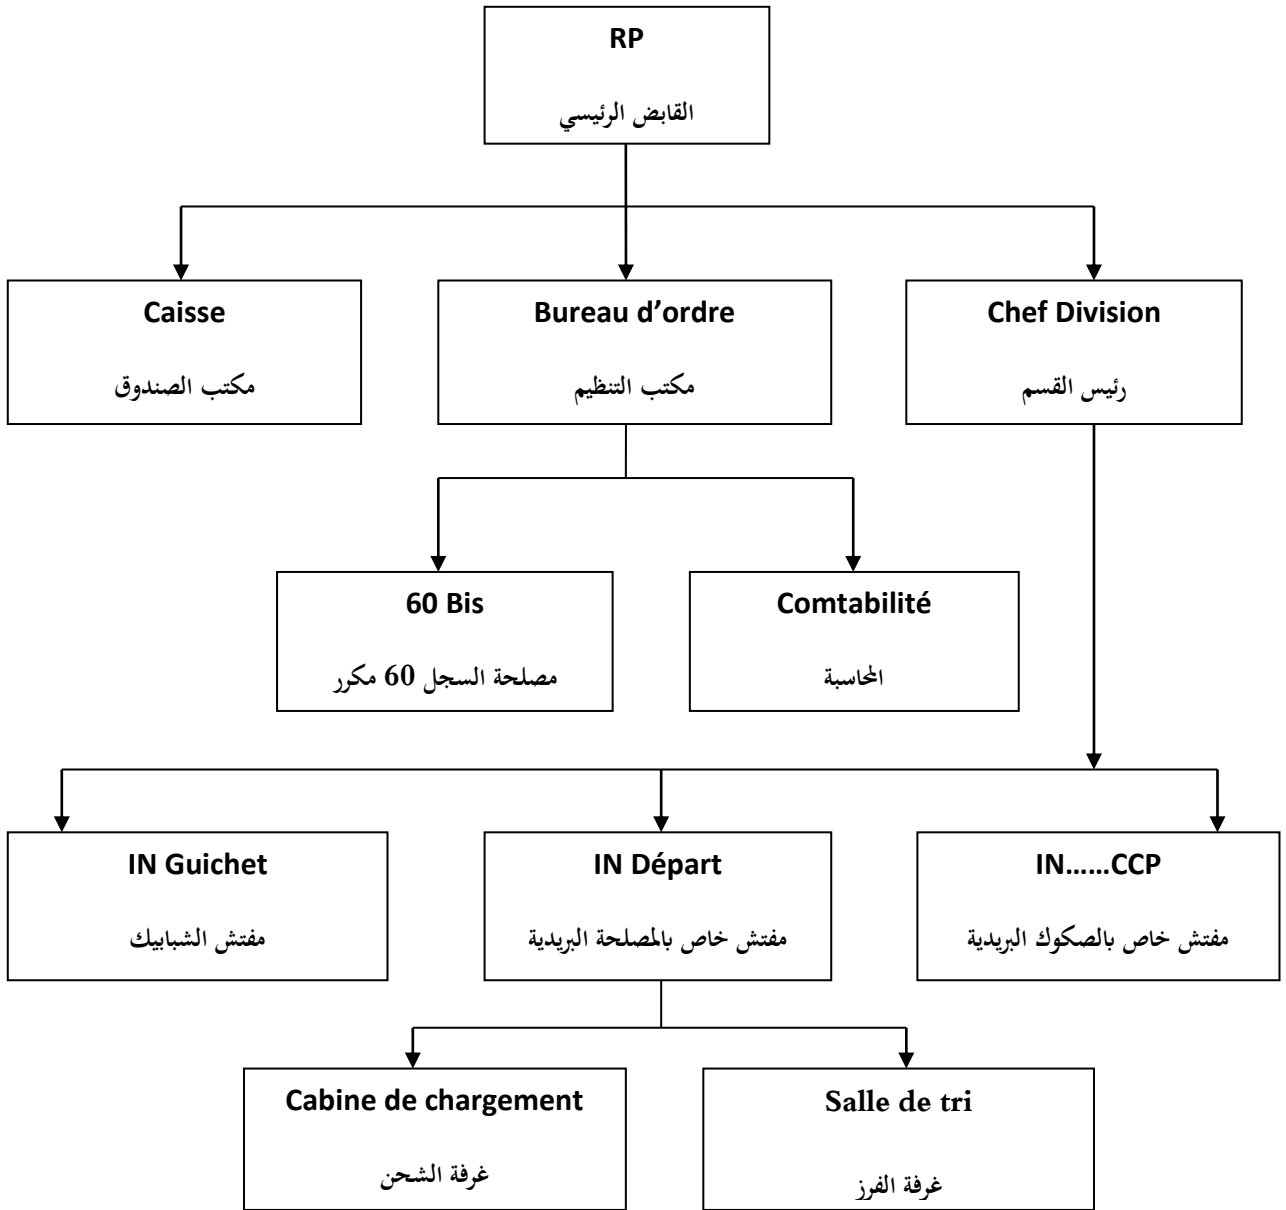 RP
القابض الرئيسي
Caisse
مكتب الصندوق
Bureau d’ordre
مكتب التنظيم
Chef Division
رئيس القسم
60 Bis
مصلحة السجل 60 مكرر
Comtabilité
المحاسبة
IN Guichet
مفتش الشبابيك
IN Départ
مفتش خاص بالمصلحة البريدية
IN......CCP
مفتش خاص بالصكوك البريدية
Cabine de chargement
غرفة الشحن
Salle de tri
غرفة الفرز